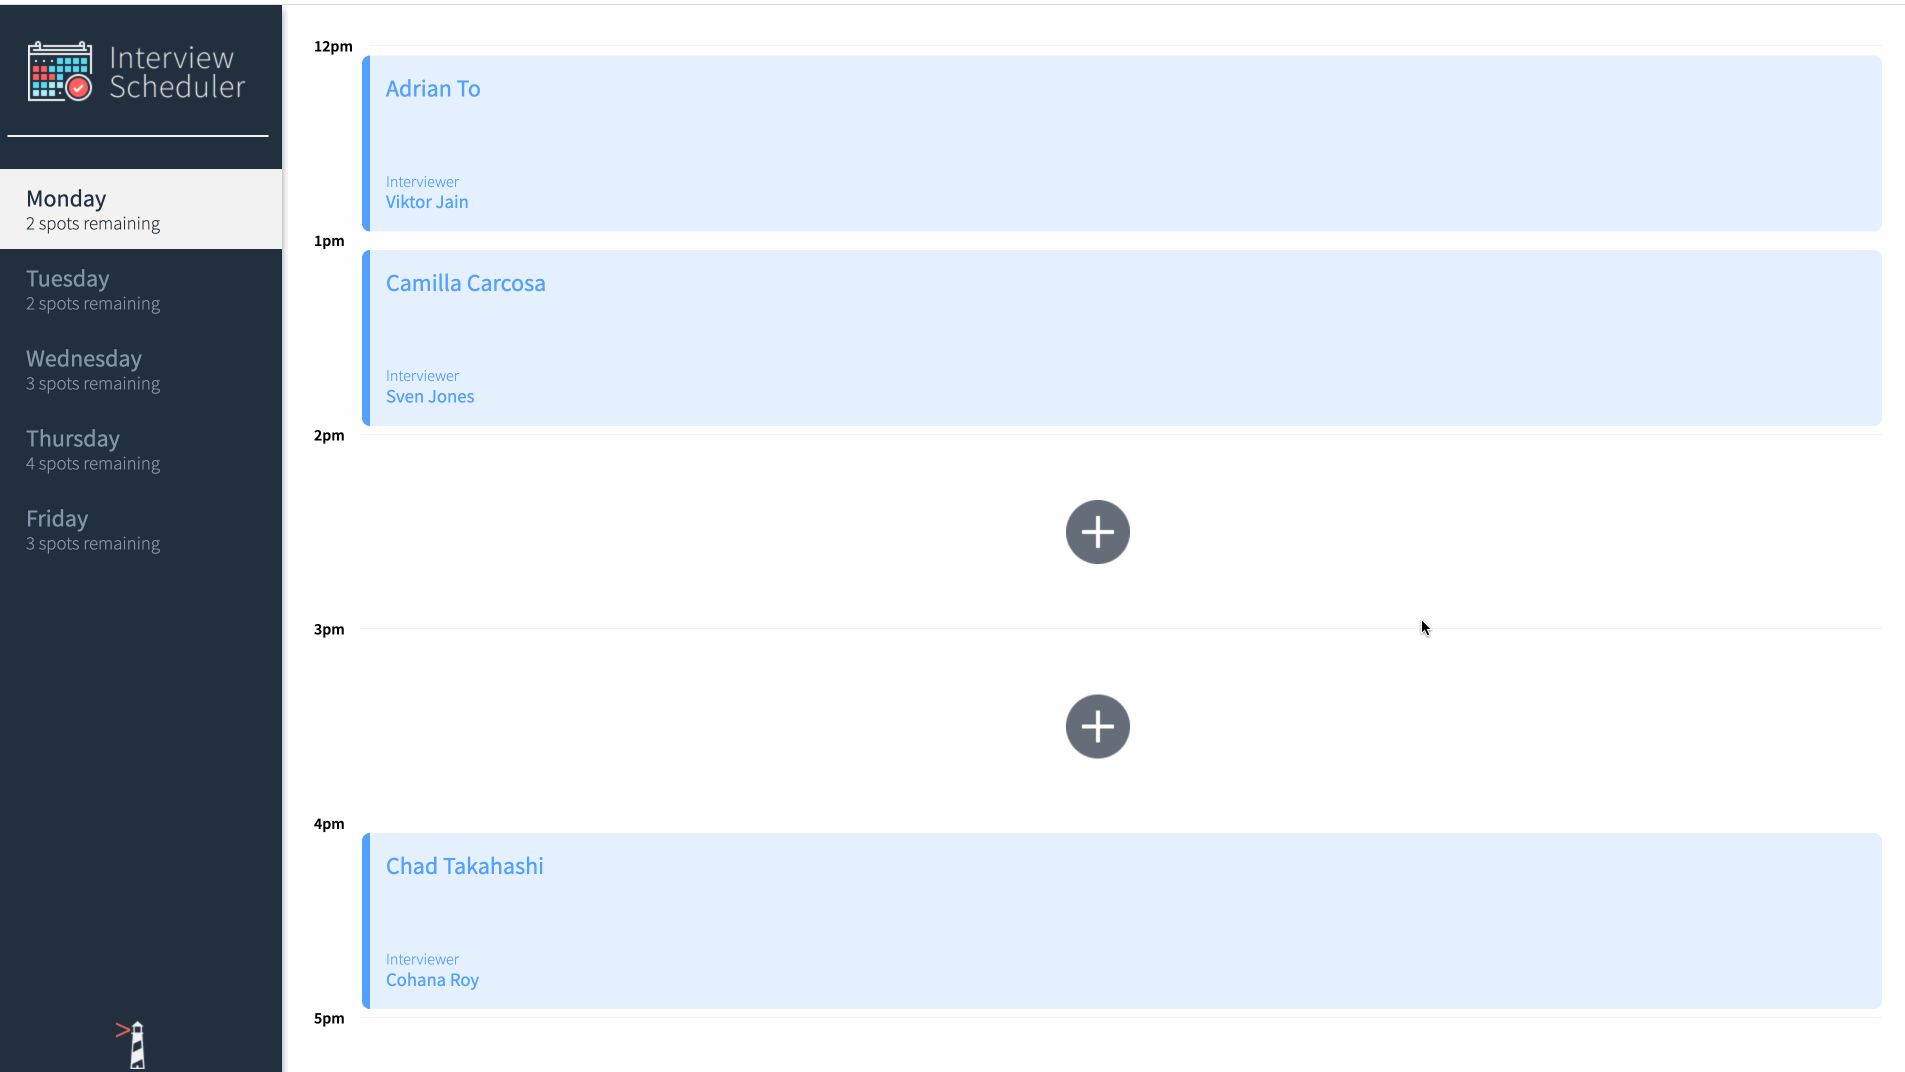 Interview
Scheduler
Monday
2 spots remaining
Tuesday
2 spots remaining
Wednesday
3 spots remaining
Thursday
4 spots remaining
Friday
3 spots remaining
12pm
Adrian To
Interviewer
Viktor Jain
1pm
Camilla Carcosa
Interviewer
Sven Jones
2pm
3pm
4pm
Chad Takahashi
Interviewer
Cohana Roy
5pm